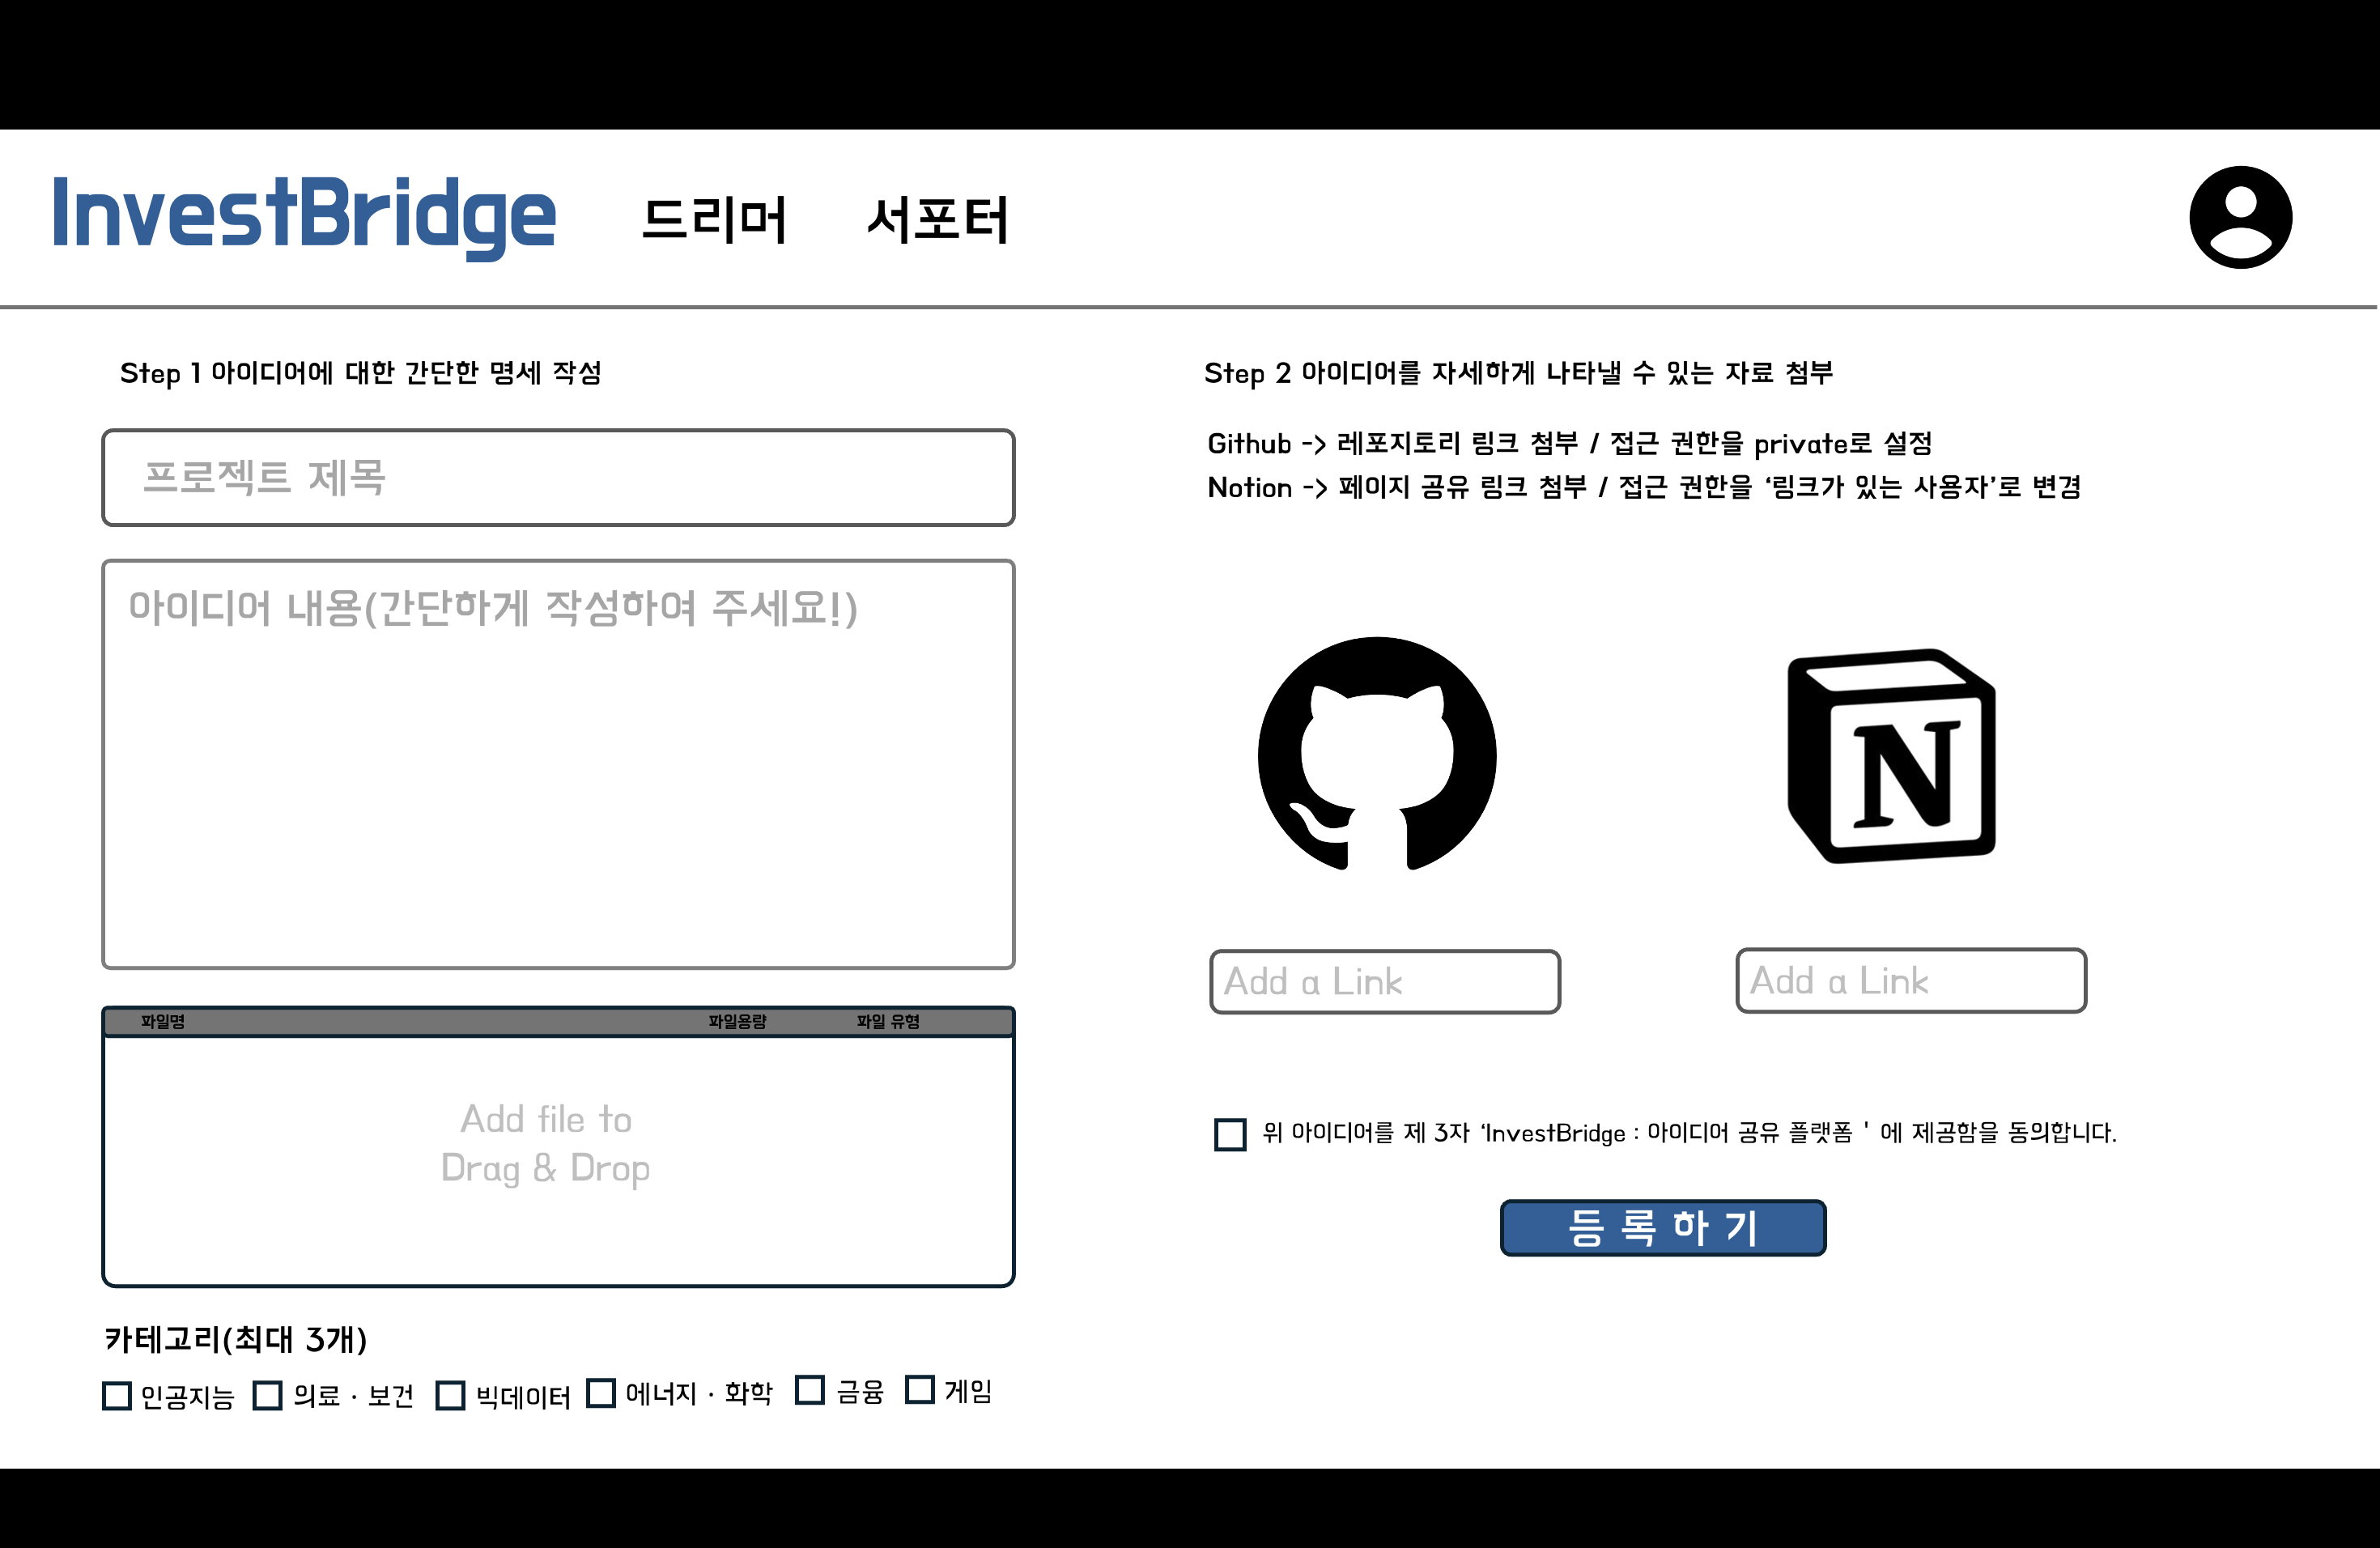 InvestBridge 드리머 서포터
Step 1 아이디어에 대한 간단한 명세 작성
프로젝트 제목
아이디어 내용(간단하게 작성하여 주세요!)
파일명 파일용량 파일 유형
Add file to
Drag & Drop
카테고리(최대 3개)
인공지능 의료 · 보건 빅데이터 에너지 · 화학 금융 게임
Step 2 아이디어를 자세하게 나타낼 수 있는 자료 첨부
Github -> 레포지토리 링크 첨부 / 접근 권한을 private로 설정
Notion -> 페이지 공유 링크 첨부 / 접근 권한을 ‘링크가 있는 사용자’로 변경
N
Add a Link Add a Link
위 아이디어를 제 3자 ‘InvestBridge : 아이디어 공유 플랫폼 ' 에 제공함을 동의합니다.
등록하기